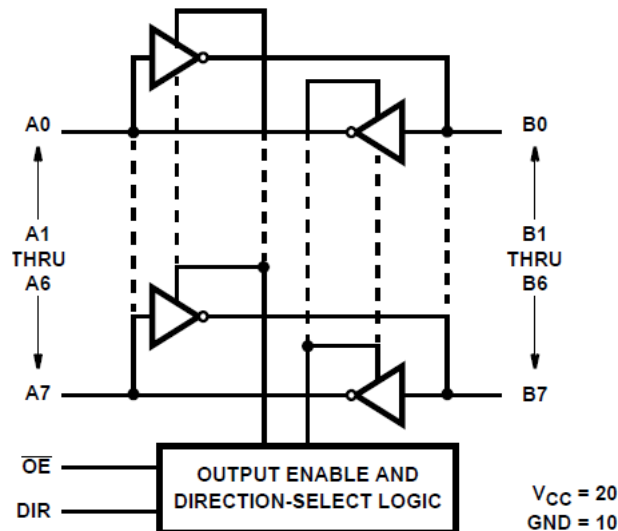 A0
B0
A1
THRU
A6
B1
THRU
B6
A7
B7
O̅E̅
DIR
OUTPUT ENABLE AND
DIRECTION-SELECT LOGIC
VCC = 20
GND = 10